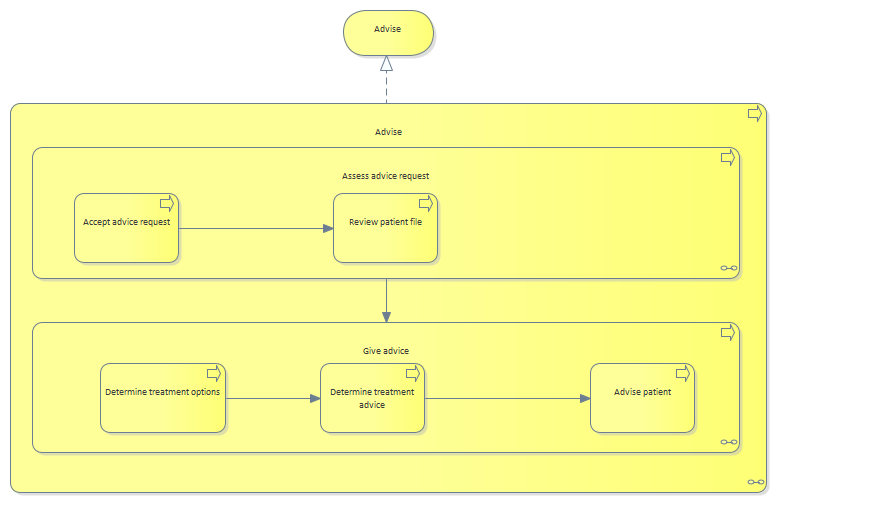 Advise
Advise
Assess advice request
Accept advice request
Review patient file
Give advice
Determine treatment options
Determine treatment
advice
Advise patient